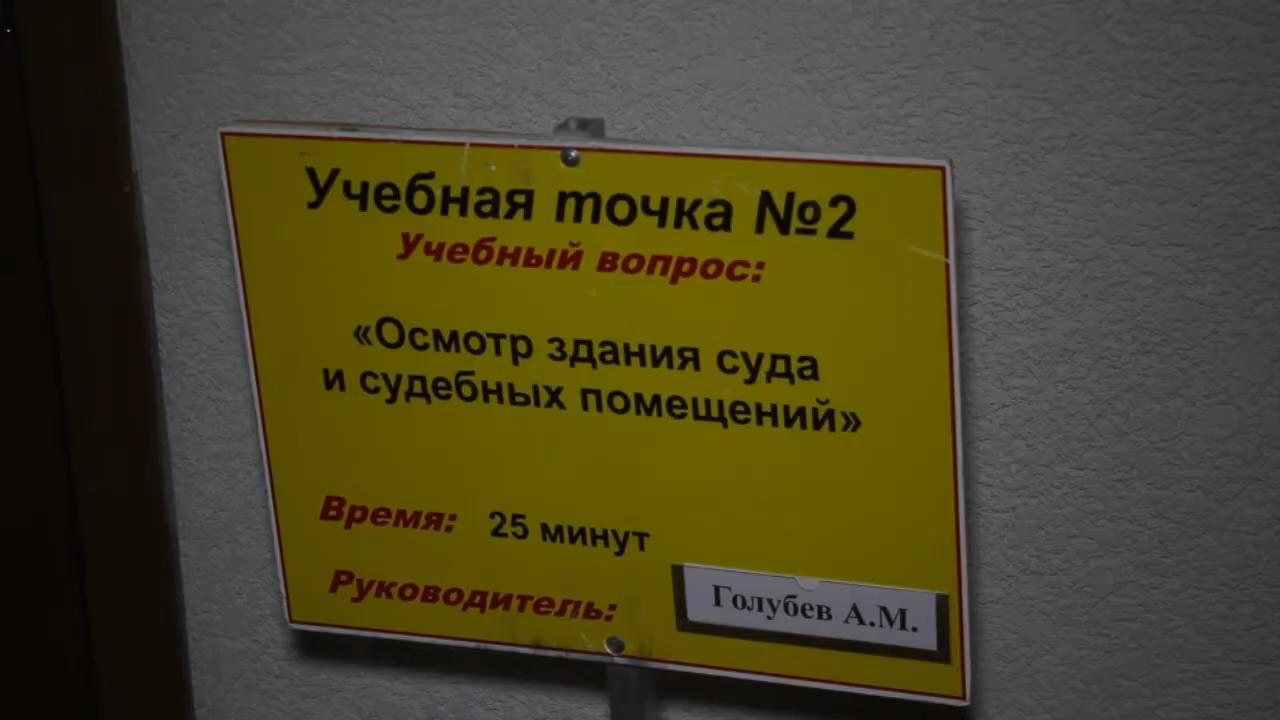 Учебная точка №2
Учебный вопрос:
«Осмотр здания суда
и судебных помещений»
Время: 25 минут
Руководитель: Голубев А.М.